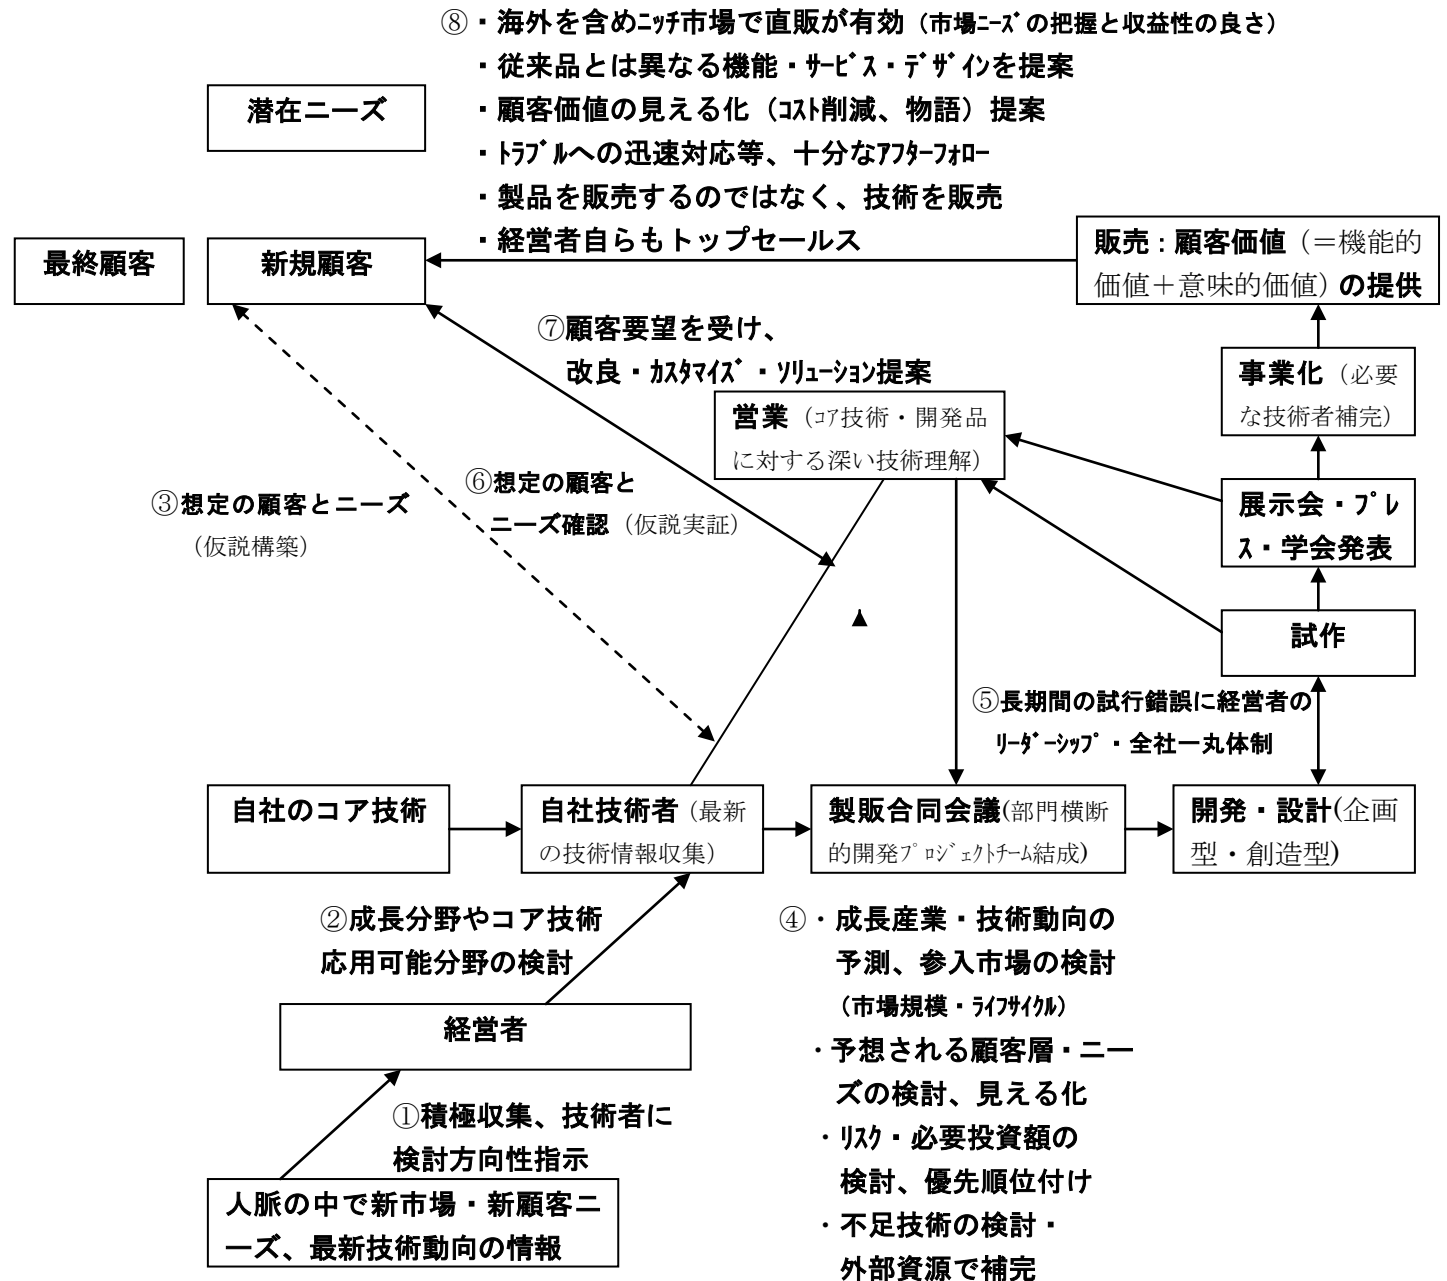 ⑧・海外を含めﾆｯﾁ市場で直販が有効（市場ﾆｰｽﾞの把握と収益性の良さ）
・従来品とは異なる機能・ｻｰﾋﾞｽ・ﾃﾞｻﾞｲﾝを提案
潜在ニーズ
・顧客価値の見える化（ｺｽﾄ削減、物語）提案
・ﾄﾗﾌﾞﾙへの迅速対応等、十分なｱﾌﾀｰﾌｫﾛｰ
・製品を販売するのではなく、技術を販売
・経営者自らもトップセールス
最終顧客
新規顧客
販売：顧客価値（＝機能的
価値＋意味的価値）の提供
⑦顧客要望を受け、
改良・ｶｽﾀﾏｲｽﾞ・ｿﾘｭｰｼｮﾝ提案
事業化（必要
な技術者補完）
営業（ｺｱ技術・開発品
に対する深い技術理解）
⑥想定の顧客と
ニーズ確認（仮説実証）
③想定の顧客とニーズ
（仮説構築）
展示会・ﾌﾟﾚ
ｽ・学会発表
試作
⑤長期間の試行錯誤に経営者の
ﾘｰﾀﾞｰｼｯﾌﾟ・全社一丸体制
自社のコア技術
自社技術者（最新
の技術情報収集）
製販合同会議(部門横断
的開発ﾌﾟﾛｼﾞｪｸﾄﾁｰﾑ結成)
開発・設計(企画
型・創造型)
②成長分野やコア技術
応用可能分野の検討
④・成長産業・技術動向の
予測、参入市場の検討
（市場規模・ﾗｲﾌｻｲｸﾙ）
・予想される顧客層・ニー
ズの検討、見える化
・ﾘｽｸ・必要投資額の
検討、優先順位付け
・不足技術の検討・
外部資源で補完
経営者
①積極収集、技術者に
検討方向性指示
人脈の中で新市場・新顧客ニ
ーズ、最新技術動向の情報